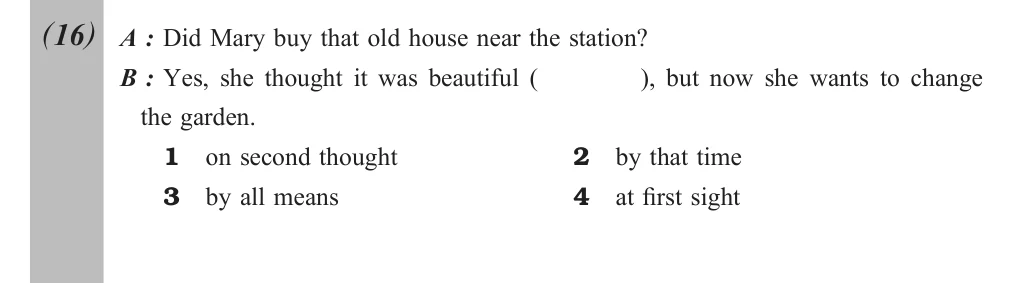 (16) A : Did Mary buy that old house near the station?
B : Yes, she thought it was beautiful (          ), but now she wants to change
the garden.
1 on second thought 2 by that time
3 by all means 4 at first sight